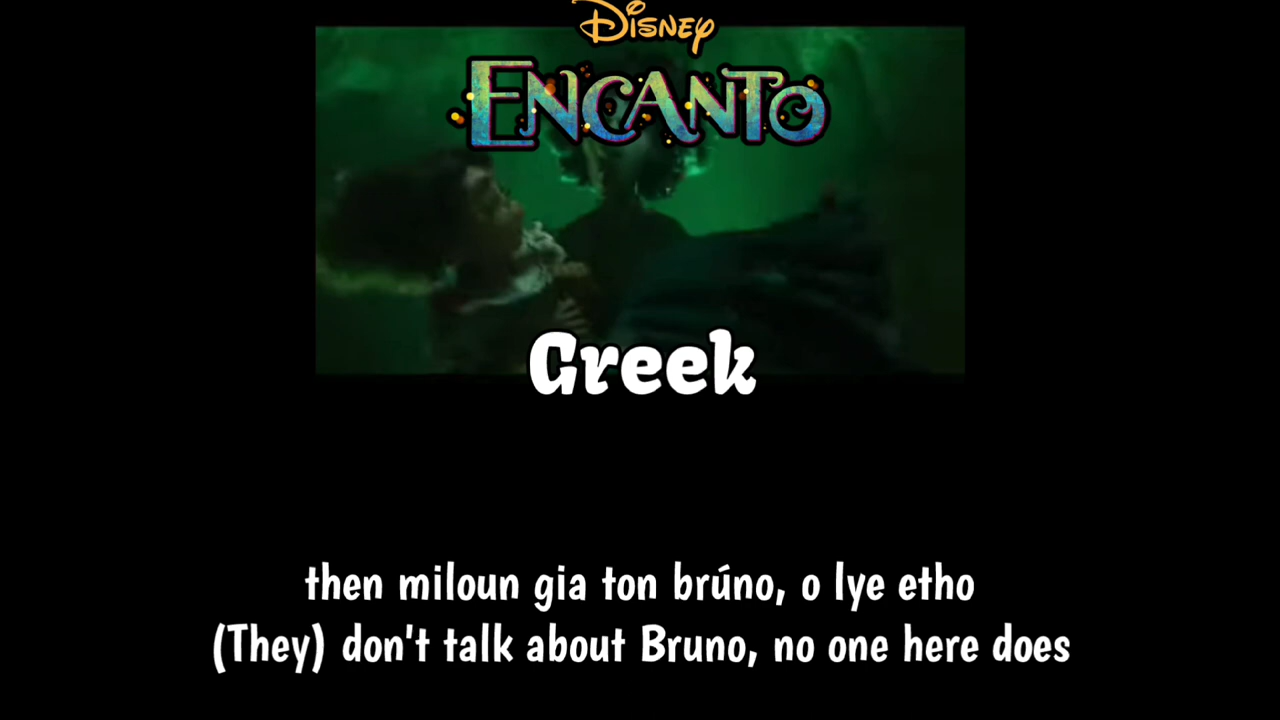 Disney
ENCANTO
Greek
then miloun gia ton brúno, o lye etho
(They) don't talk about Bruno, no one here does